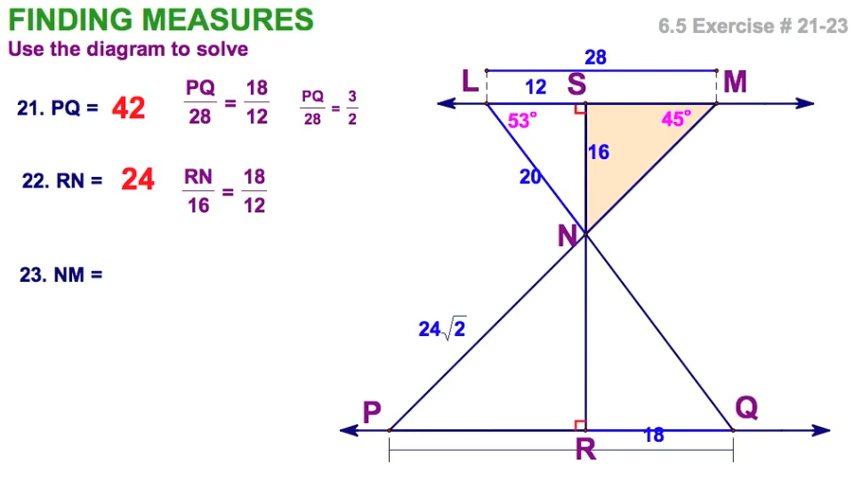 FINDING MEASURES
6.5 Exercise # 21-23
Use the diagram to solve
28
L
12
S
M
21. PQ = 42
PQ/28 = 18/12
PQ/28 = 3/2
53°
45°
16
22. RN = 24
RN/16 = 18/12
20
N
23. NM =
24√2
P
Q
R
18